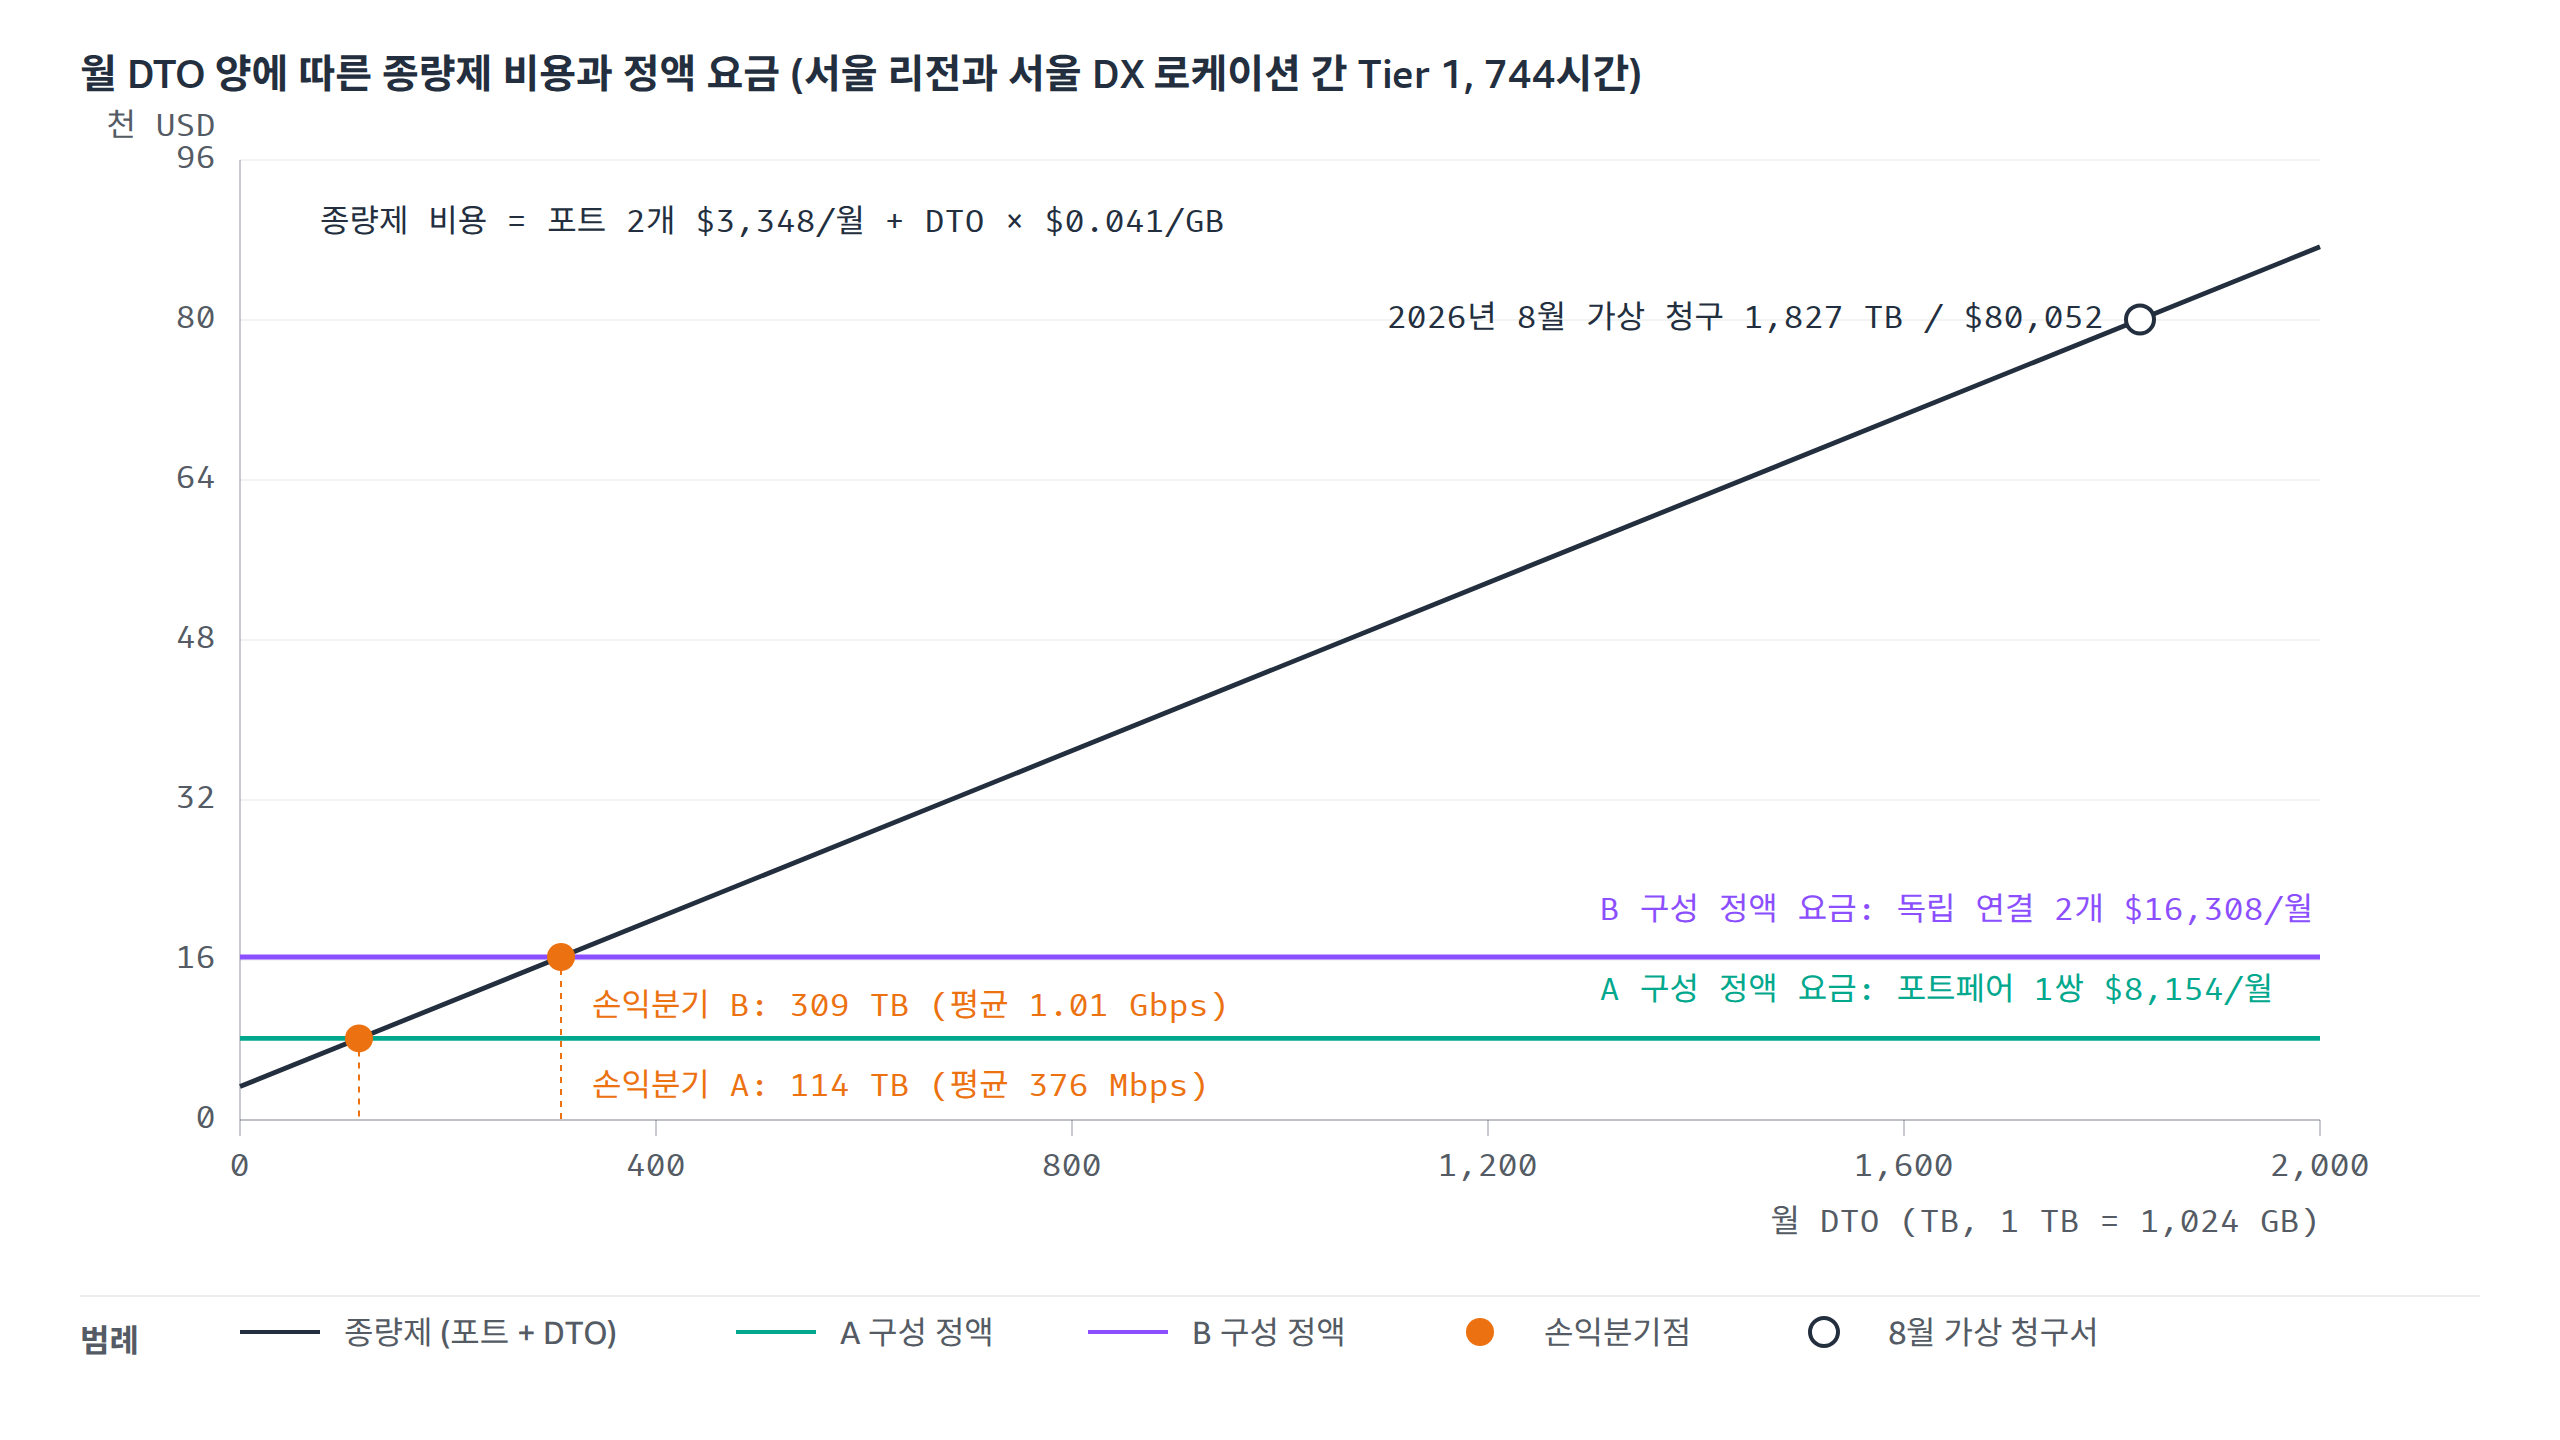 월 DTO 양에 따른 종량제 비용과 정액 요금 (서울 리전과 서울 DX 로케이션 간 Tier 1, 744시간)
천 USD
96
종량제 비용 = 포트 2개 $3,348/월 + DTO × $0.041/GB
80
2026년 8월 가상 청구 1,827 TB / $80,052
64
48
32
B 구성 정액 요금: 독립 연결 2개 $16,308/월
16
A 구성 정액 요금: 포트페어 1쌍 $8,154/월
손익분기 B: 309 TB (평균 1.01 Gbps)
손익분기 A: 114 TB (평균 376 Mbps)
0
0 400 800 1,200 1,600 2,000
월 DTO (TB, 1 TB = 1,024 GB)
범례 종량제 (포트 + DTO) A 구성 정액 B 구성 정액 손익분기점 8월 가상 청구서